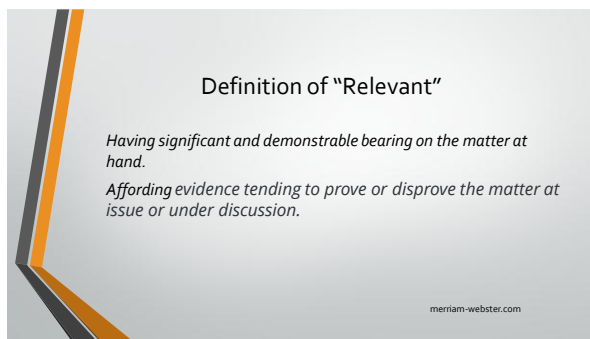 Definition of “Relevant”
Having significant and demonstrable bearing on the matter at
hand.
Affording evidence tending to prove or disprove the matter at
issue or under discussion.
merriam-webster.com